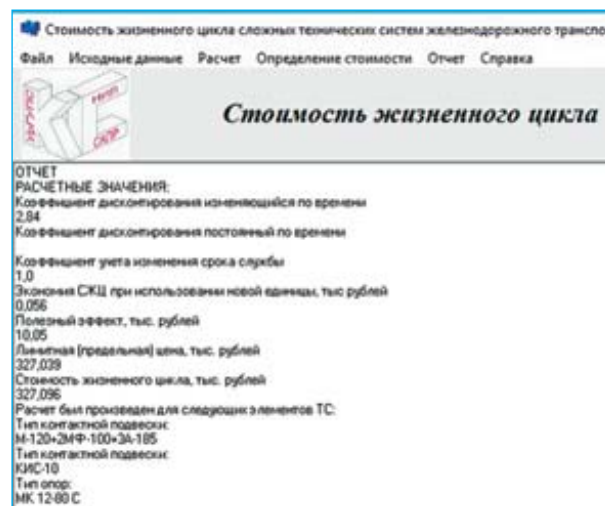 Стоимость жизненного цикла сложных технических систем железнодорожного транспо
Файл Исходные данные Расчет Определение стоимости Отчет Справка
Стоимость жизненного цикла
ОТЧЕТ
РАСЧЕТНЫЕ ЗНАЧЕНИЯ:
Коэффициент дисконтирования изменяющийся по времени
2,84
Коэффициент дисконтирования постоянный по времени
Коэффициент учета изменения срока службы
1,0
Экономия СЖЦ при использовании новой единицы, тыс рублей
0,056
Полезный эффект, тыс. рублей
10,05
Лимитная (предельная) цена, тыс. рублей
327,039
Стоимость жизненного цикла, тыс. рублей
327,096
Расчет был произведен для следующих элементов ТС:
Тип контактной подвески:
М-120+2МФ-100+3А-185
Тип контактной подвески:
КИС-10
Тип опор:
МК 12-80 С